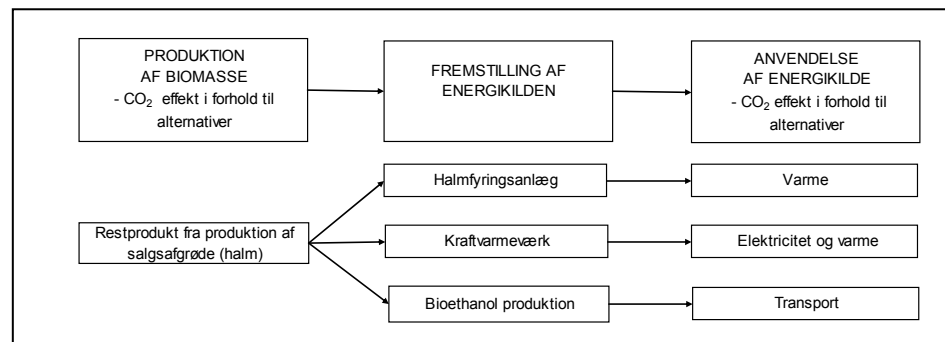 PRODUKTION
AF BIOMASSE
- CO₂ effekt i forhold til
alternativer
FREMSTILLING AF
ENERGIKILDEN
ANVENDELSE
AF ENERGIKILDE
- CO₂ effekt i forhold til
alternativer
Restprodukt fra produktion af
salgsafgrøde (halm)
Halmfyringsanlæg
Varme
Kraftvarmeværk
Elektricitet og varme
Bioethanol produktion
Transport